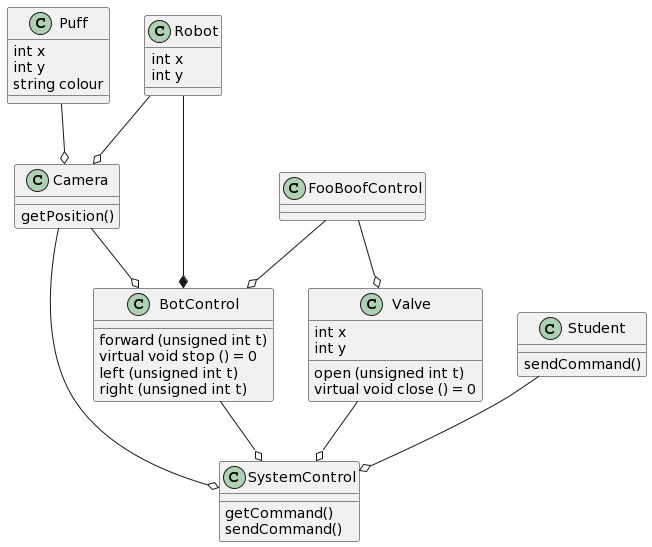 C Puff
int x
int y
string colour
C Robot
int x
int y
C Camera
getPosition()
C FooBoofControl
C BotControl
forward (unsigned int t)
virtual void stop () = 0
left (unsigned int t)
right (unsigned int t)
C Valve
int x
int y
open (unsigned int t)
virtual void close () = 0
C Student
sendCommand()
C SystemControl
getCommand()
sendCommand()